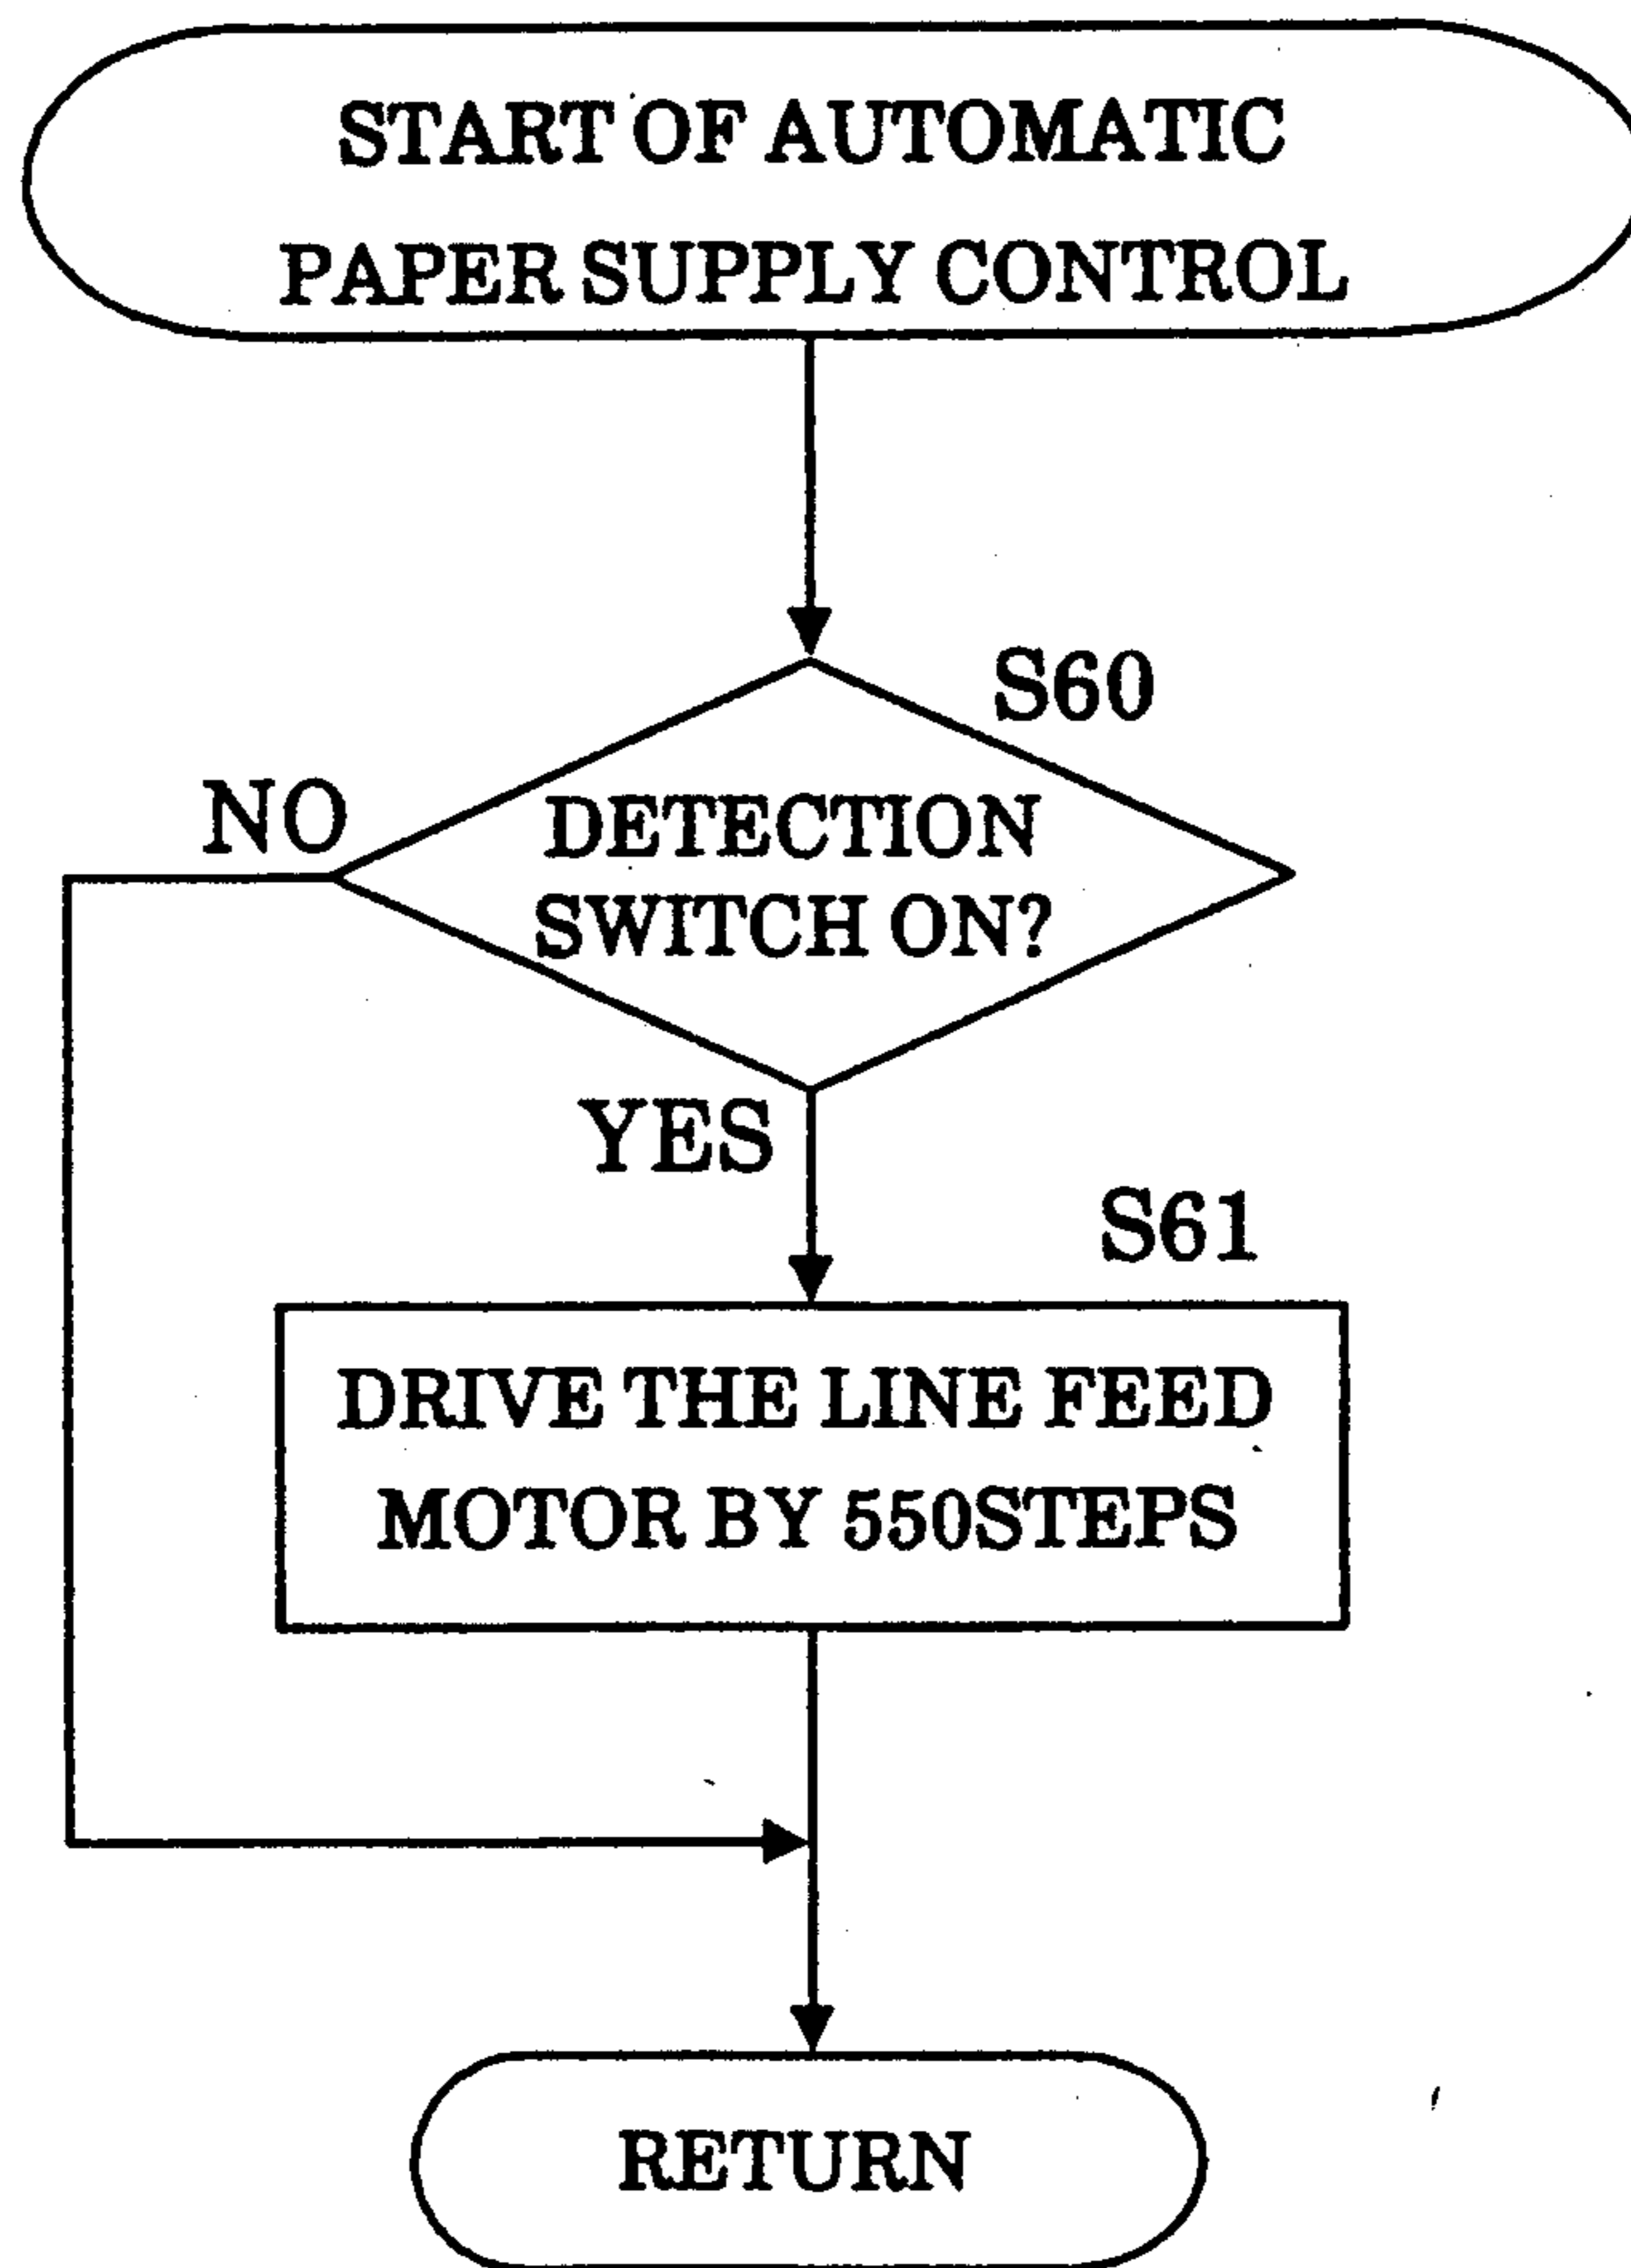 START OF AUTOMATIC
PAPER SUPPLY CONTROL
S60
NO
DETECTION
SWITCH ON?
YES
S61
DRIVE THE LINE FEED
MOTOR BY 550STEPS
RETURN